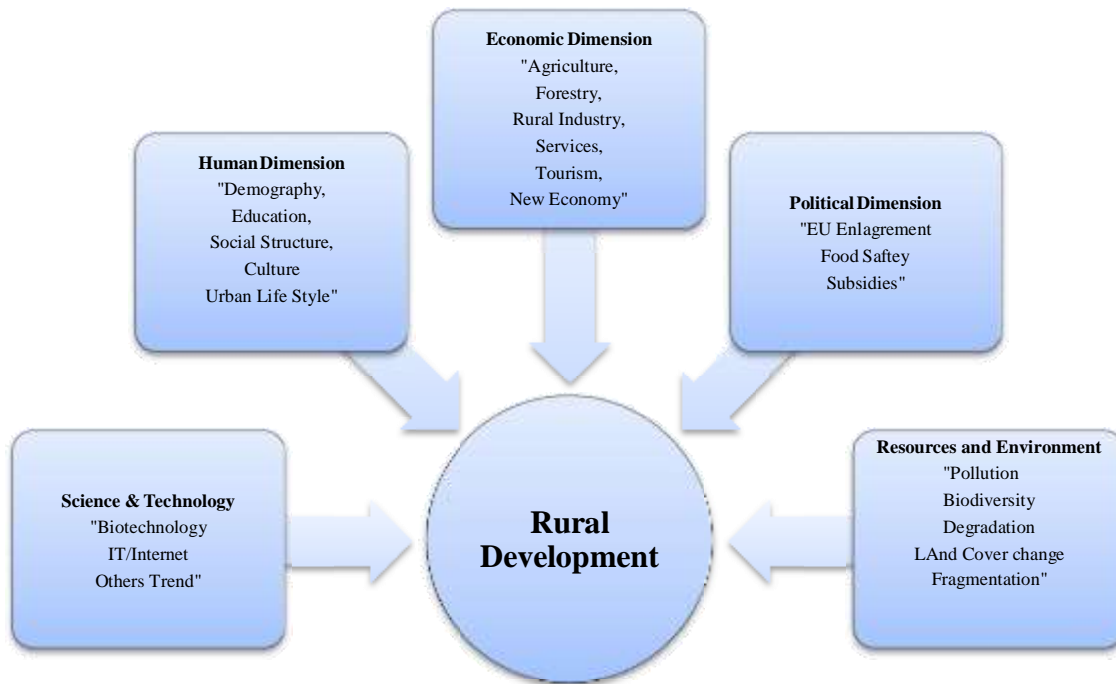 Economic Dimension
"Agriculture,
Forestry,
Rural Industry,
Services,
Tourism,
New Economy"
Human Dimension
"Demography,
Education,
Social Structure,
Culture
Urban Life Style"
Political Dimension
"EU Enlagrement
Food Saftey
Subsidies"
Science & Technology
"Biotechnology
IT/Internet
Others Trend"
Rural
Development
Resources and Environment
"Pollution
Biodiversity
Degradation
LAnd Cover change
Fragmentation"